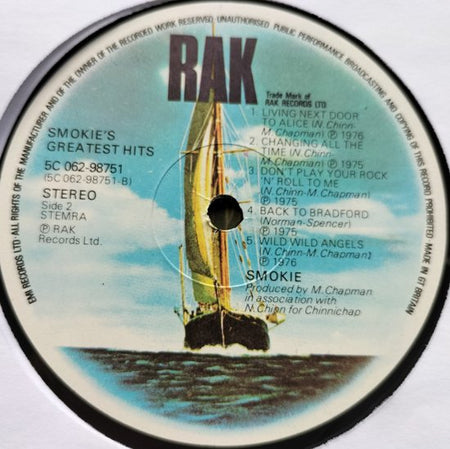 EMI RECORDS LTD· ALL RIGHTS OF THE MANUFACTURER AND OF THE OWNER OF THE RECORDED WORK RESERVED. UNAUTHORISED PUBLIC PERFORMANCE BROADCASTING AND COPYING OF THIS RECORD PROHIBITED MADE IN GT BRITAIN
RAK
Trade Mark of
RAK RECORDS LTD
SMOKIE'S
GREATEST HITS
5C 062-98751
(5C 062-98751-B)
STEREO
Side 2
STEMRA
Ⓟ RAK
Records Ltd.
1. LIVING NEXT DOOR
TO ALICE (N. Chinn-
M. Chapman) Ⓟ 1976
2. CHANGING ALL THE
TIME (N. Chinn-
M. Chapman) Ⓟ 1975
3. DON'T PLAY YOUR ROCK
'N' ROLL TO ME
(N. Chinn-M. Chapman)
Ⓟ 1975
4. BACK TO BRADFORD
(Norman-Spencer)
Ⓟ 1975
5. WILD WILD ANGELS
(N. Chinn-M. Chapman)
Ⓟ 1976
SMOKIE
Produced by M. Chapman
in association with
N. Chinn for Chinnichap